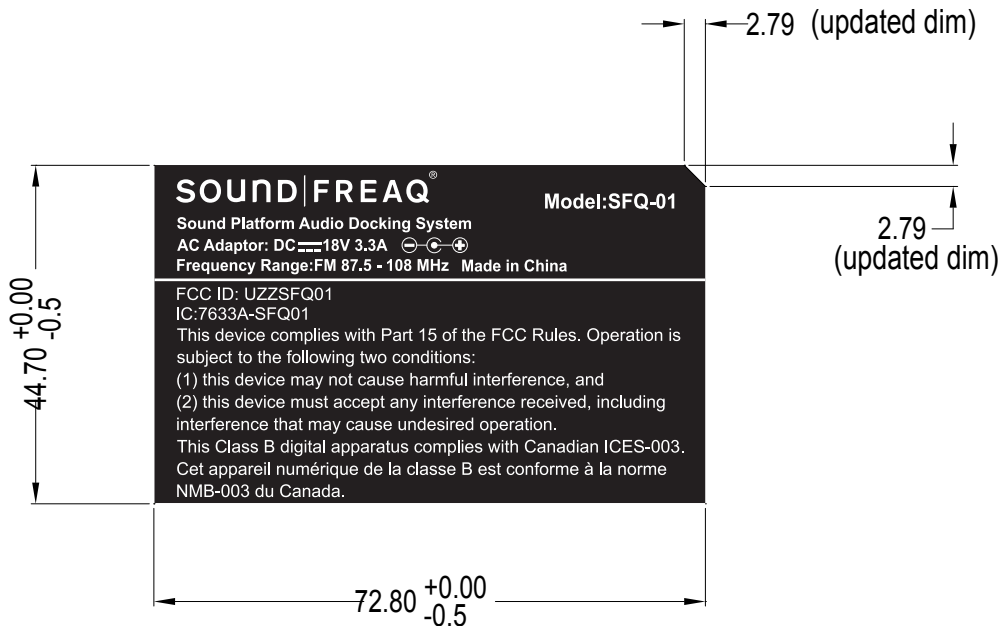 2.79 (updated dim)
SOUND|FREAQ®
Model:SFQ-01
Sound Platform Audio Docking System
AC Adaptor: DC⎓18V 3.3A
Frequency Range:FM 87.5 - 108 MHz Made in China
2.79
(updated dim)
FCC ID: UZZSFQ01
IC:7633A-SFQ01
This device complies with Part 15 of the FCC Rules. Operation is
subject to the following two conditions:
(1) this device may not cause harmful interference, and
(2) this device must accept any interference received, including
interference that may cause undesired operation.
This Class B digital apparatus complies with Canadian ICES-003.
Cet appareil numérique de la classe B est conforme à la norme
NMB-003 du Canada.
44.70 +0.00
-0.5
72.80 +0.00
-0.5